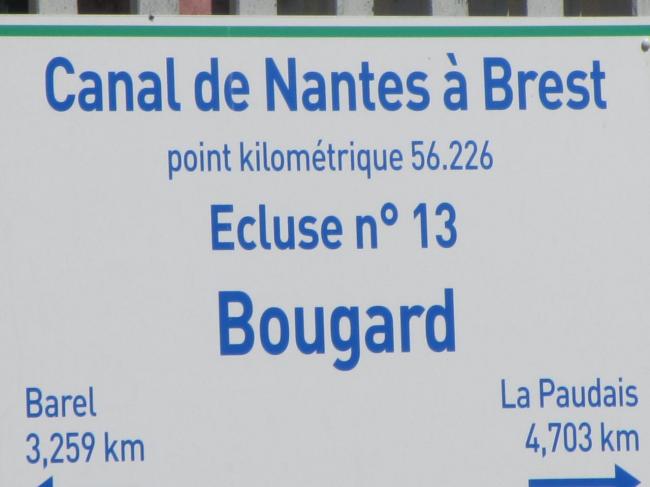 Canal de Nantes à Brest
point kilométrique 56.226
Ecluse n° 13
Bougard
Barel
3,259 km
La Paudais
4,703 km